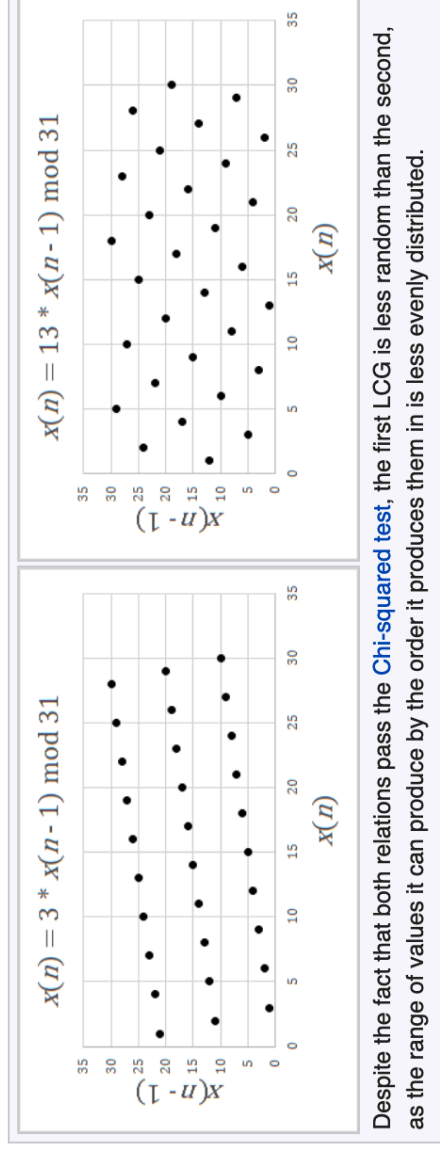 x(n) = 3 * x(n - 1) mod 31
35
30
25
20
15
10
5
0
x(n - 1)
0 5 10 15 20 25 30 35
x(n)
x(n) = 13 * x(n - 1) mod 31
35
30
25
20
15
10
5
0
x(n - 1)
0 5 10 15 20 25 30 35
x(n)
Despite the fact that both relations pass the Chi-squared test, the first LCG is less random than the second,
as the range of values it can produce by the order it produces them in is less evenly distributed.